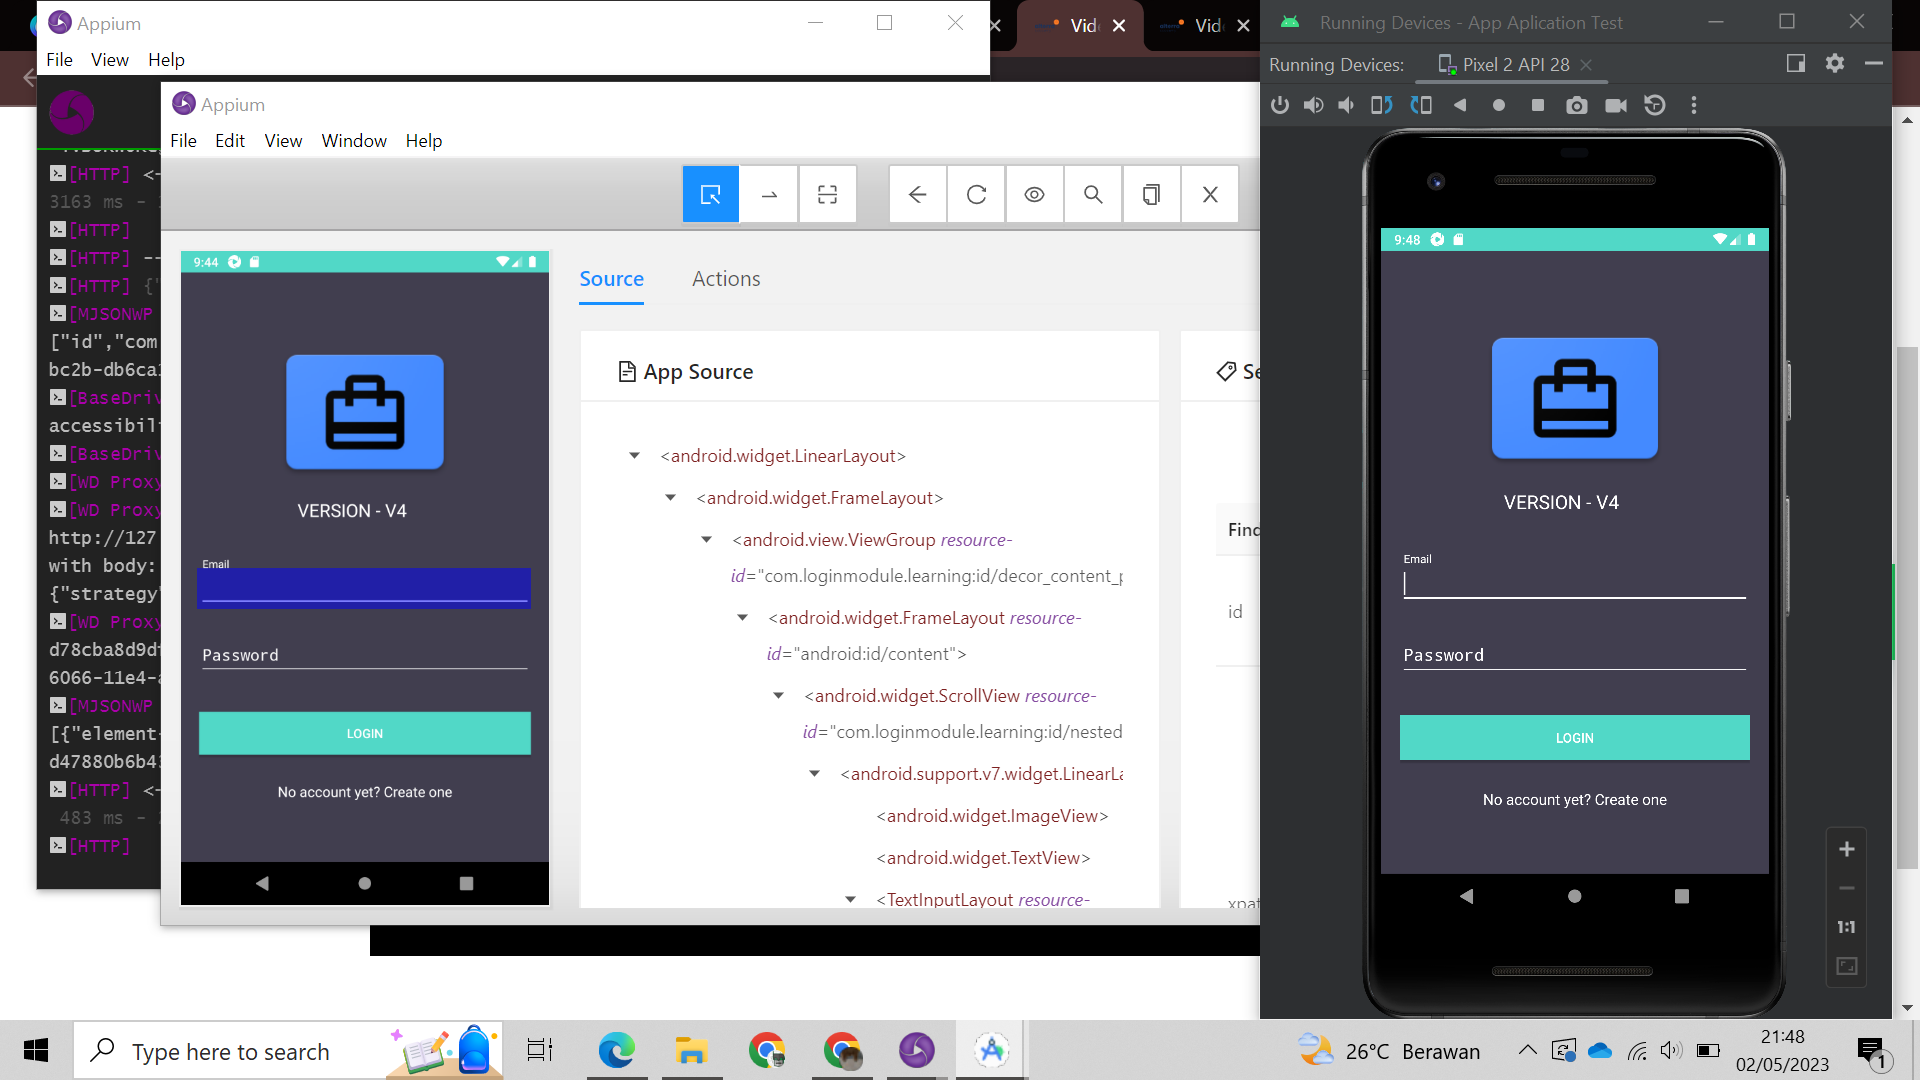 Appium
File View Help
[HTTP] <-
3163 ms -
[HTTP]
[HTTP] --
[HTTP] {
[MJSONWP
["id","com
bc2b-db6ca
[BaseDriv
accessibil
[BaseDriv
[WD Proxy
[WD Proxy
http://127
with body:
{"strategy
[WD Proxy
d78cba8d9d
6066-11e4-
[MJSONWP
[{"element-
d47880b6b4
[HTTP] <-
483 ms -
[HTTP]
Appium
File Edit View Window Help
9:44
VERSION - V4
Email
Password
LOGIN
No account yet? Create one
Source Actions
App Source
<android.widget.LinearLayout>
<android.widget.FrameLayout>
<android.view.ViewGroup resource-
id="com.loginmodule.learning:id/decor_content_p
<android.widget.FrameLayout resource-
id="android:id/content">
<android.widget.ScrollView resource-
id="com.loginmodule.learning:id/nested
<android.support.v7.widget.LinearLa
<android.widget.ImageView>
<android.widget.TextView>
<TextInputLayout resource-
Se
Find
id
xpat
Vid
Vid
Running Devices - App Aplication Test
Running Devices: Pixel 2 API 28
9:48
VERSION - V4
Email
Password
LOGIN
No account yet? Create one
1:1
Type here to search
26°C Berawan
21:48
02/05/2023
1